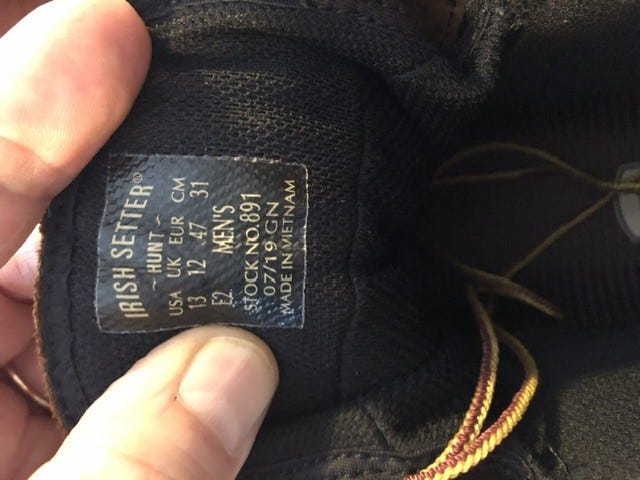 IRISH SETTER®
~ HUNT ~
USA UK EUR CM
13 12 47 31
E2 MEN'S
STOCK NO. 891
07/19 GN
MADE IN VIETNAM